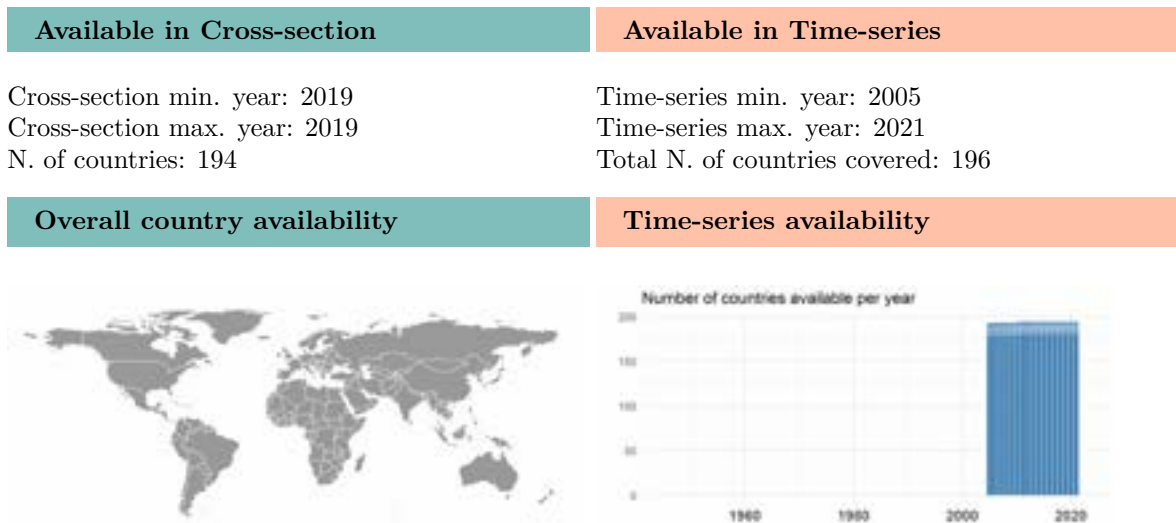 Available in Cross-section
Cross-section min. year: 2019
Cross-section max. year: 2019
N. of countries: 194
Available in Time-series
Time-series min. year: 2005
Time-series max. year: 2021
Total N. of countries covered: 196
Overall country availability
Time-series availability
Number of countries available per year
200
150
100
50
0
1960
1980
2000
2020